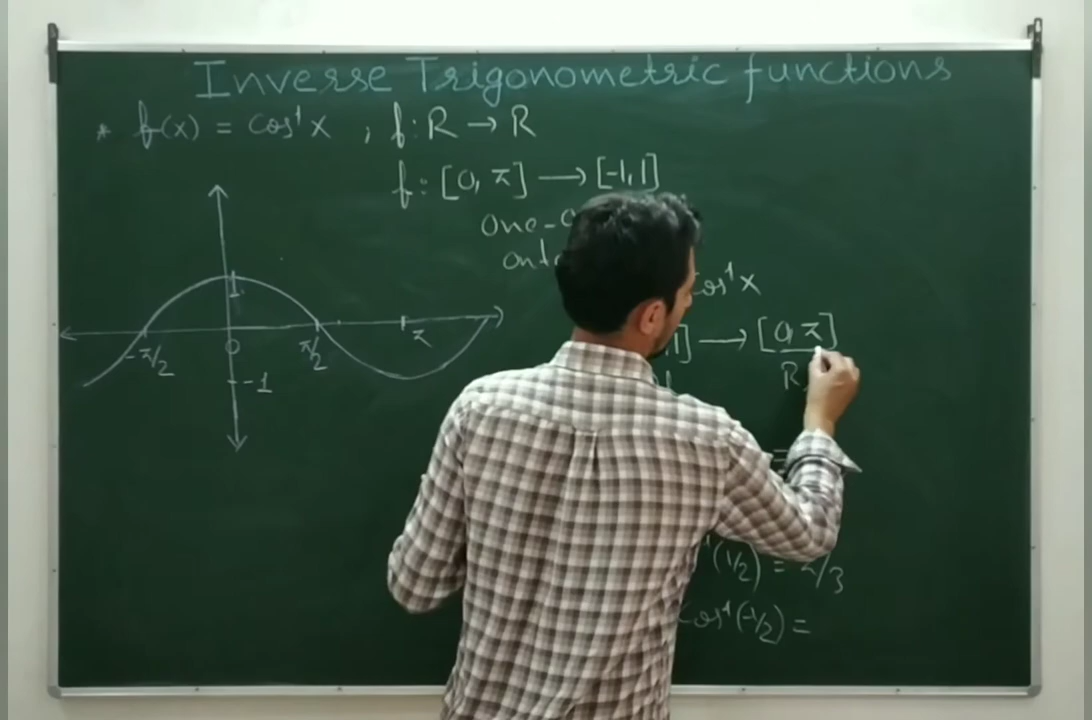 Inverse Trigonometric functions
* f(x) = cos⁻¹x , f: R → R
f: [0, π] → [-1, 1]
one-
onto
cos⁻¹x
1] → [0, π]
R
1
-π/2
0
π/2
π
-1
=
(1/2) = π/3
cos⁻¹(-1/2) =